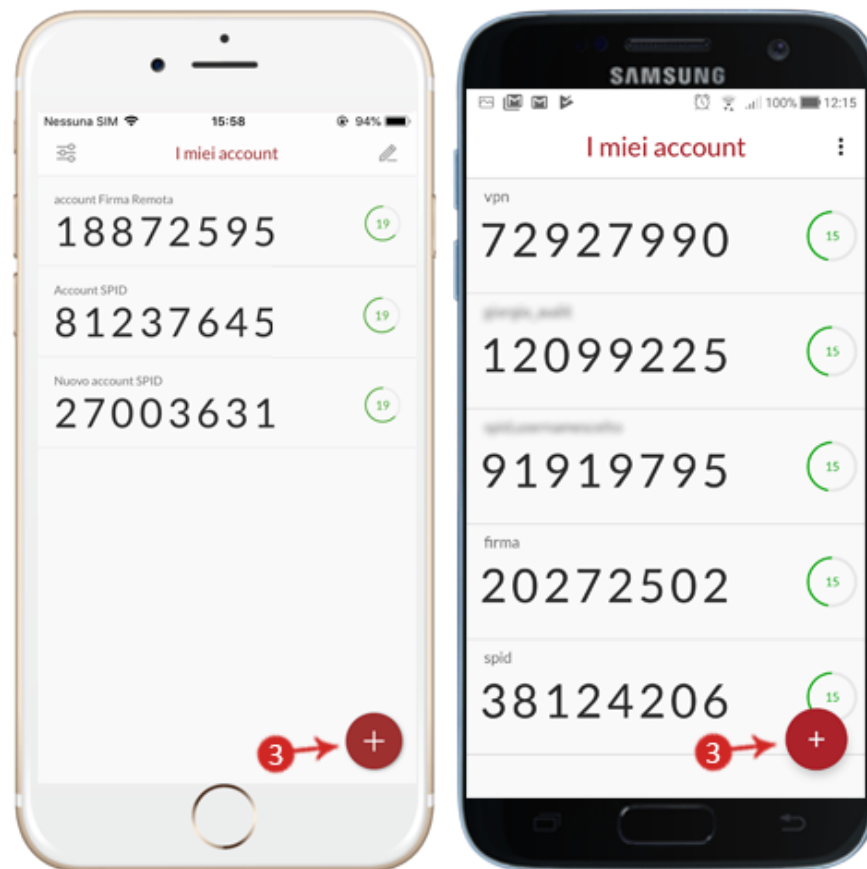 Nessuna SIM 15:58 94%
I miei account
account Firma Remota
18872595 19
Account SPID
81237645 19
Nuovo account SPID
27003631 19
3 +
SAMSUNG
100% 12:15
I miei account
vpn
72927990 15
12099225 15
91919795 15
firma
20272502 15
spid
38124206 15
3 +